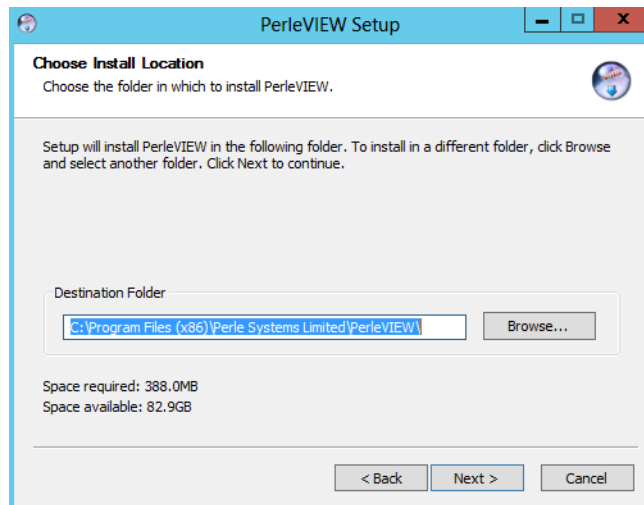 PerleVIEW Setup
Choose Install Location
Choose the folder in which to install PerleVIEW.
Setup will install PerleVIEW in the following folder. To install in a different folder, click Browse
and select another folder. Click Next to continue.
Destination Folder
C:\Program Files (x86)\Perle Systems Limited\PerleVIEW\
Browse...
Space required: 388.0MB
Space available: 82.9GB
< Back Next > Cancel